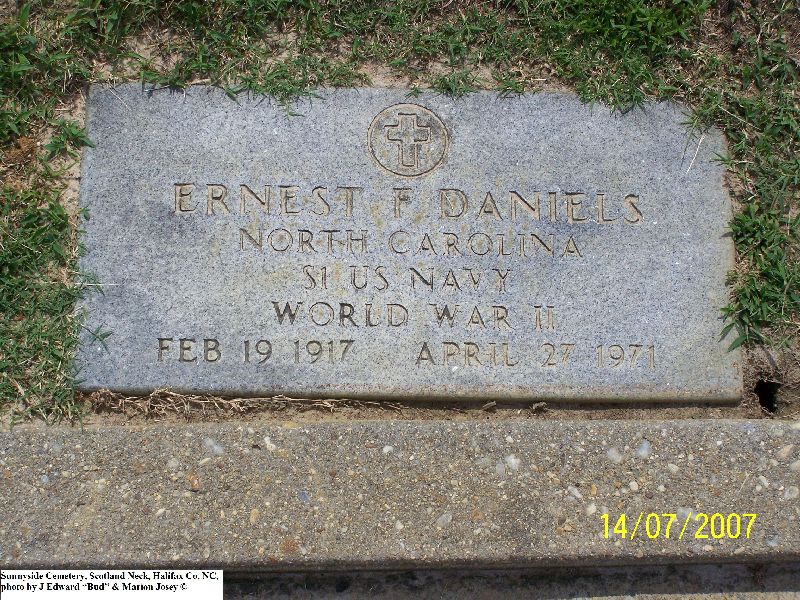 ERNEST F DANIELS
NORTH CAROLINA
S1 US NAVY
WORLD WAR II
FEB 19 1917 APRIL 27 1971
14/07/2007
Sunnyside Cemetery, Scotland Neck, Halifax Co. NC,
photo by J Edward "Bud" & Marion Josey ©